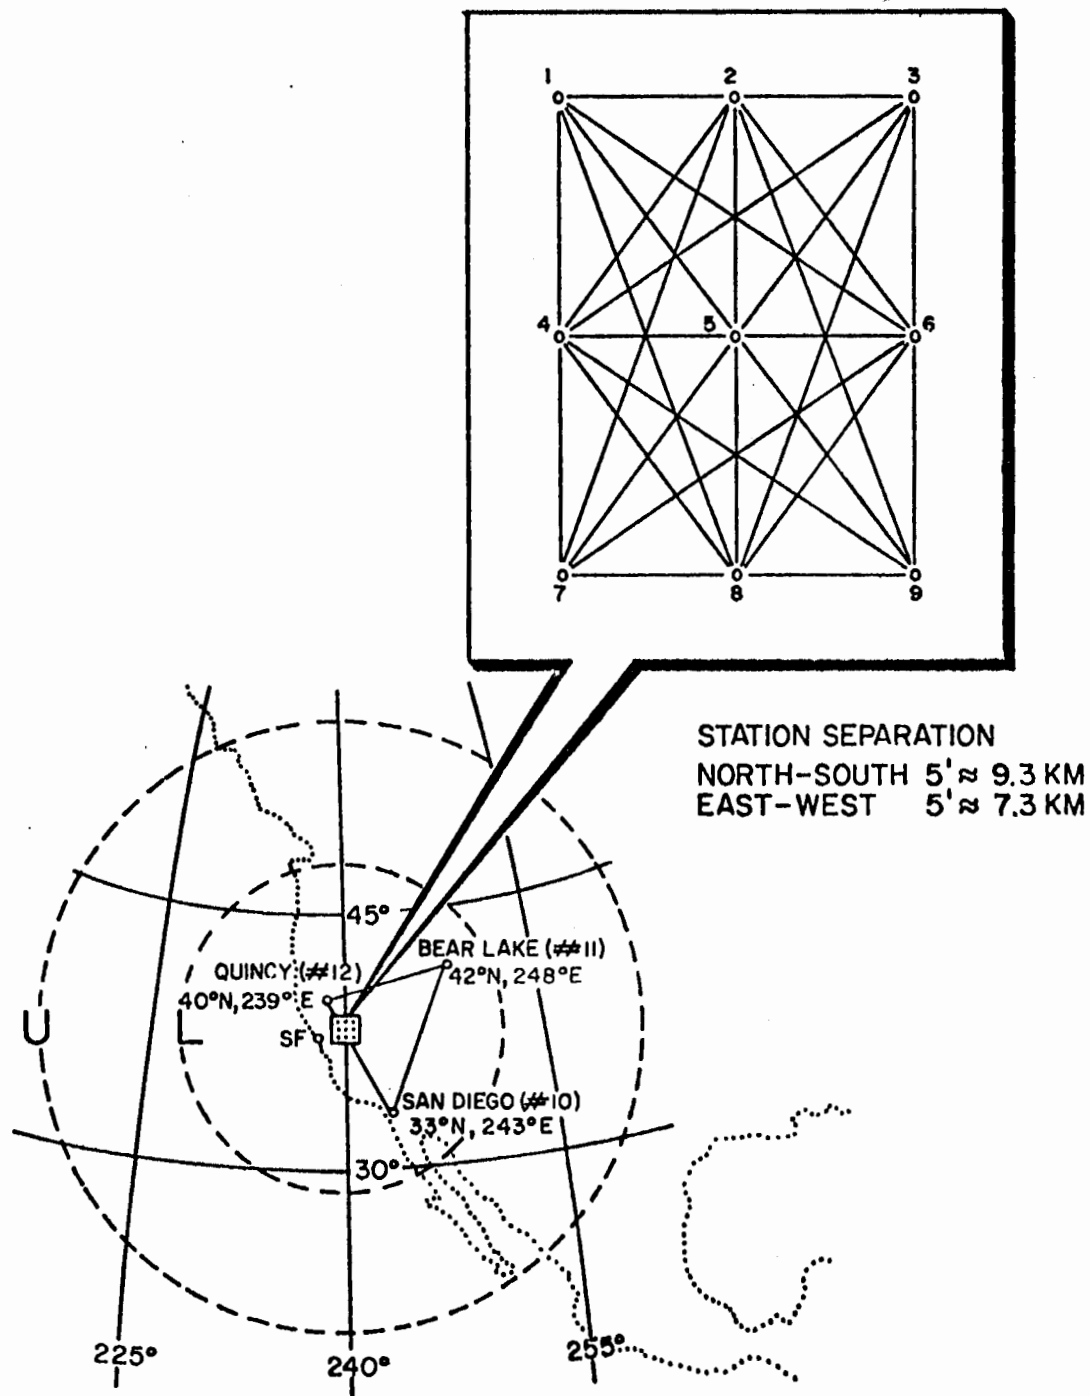 1 2 3
4 5 6
7 8 9
STATION SEPARATION
NORTH-SOUTH 5' ≈ 9.3 KM
EAST-WEST 5' ≈ 7.3 KM
45°
BEAR LAKE (#11)
42°N, 248°E
QUINCY (#12)
40°N, 239°E
U
L
SF
SAN DIEGO (#10)
33°N, 243°E
30°
225°
240°
255°